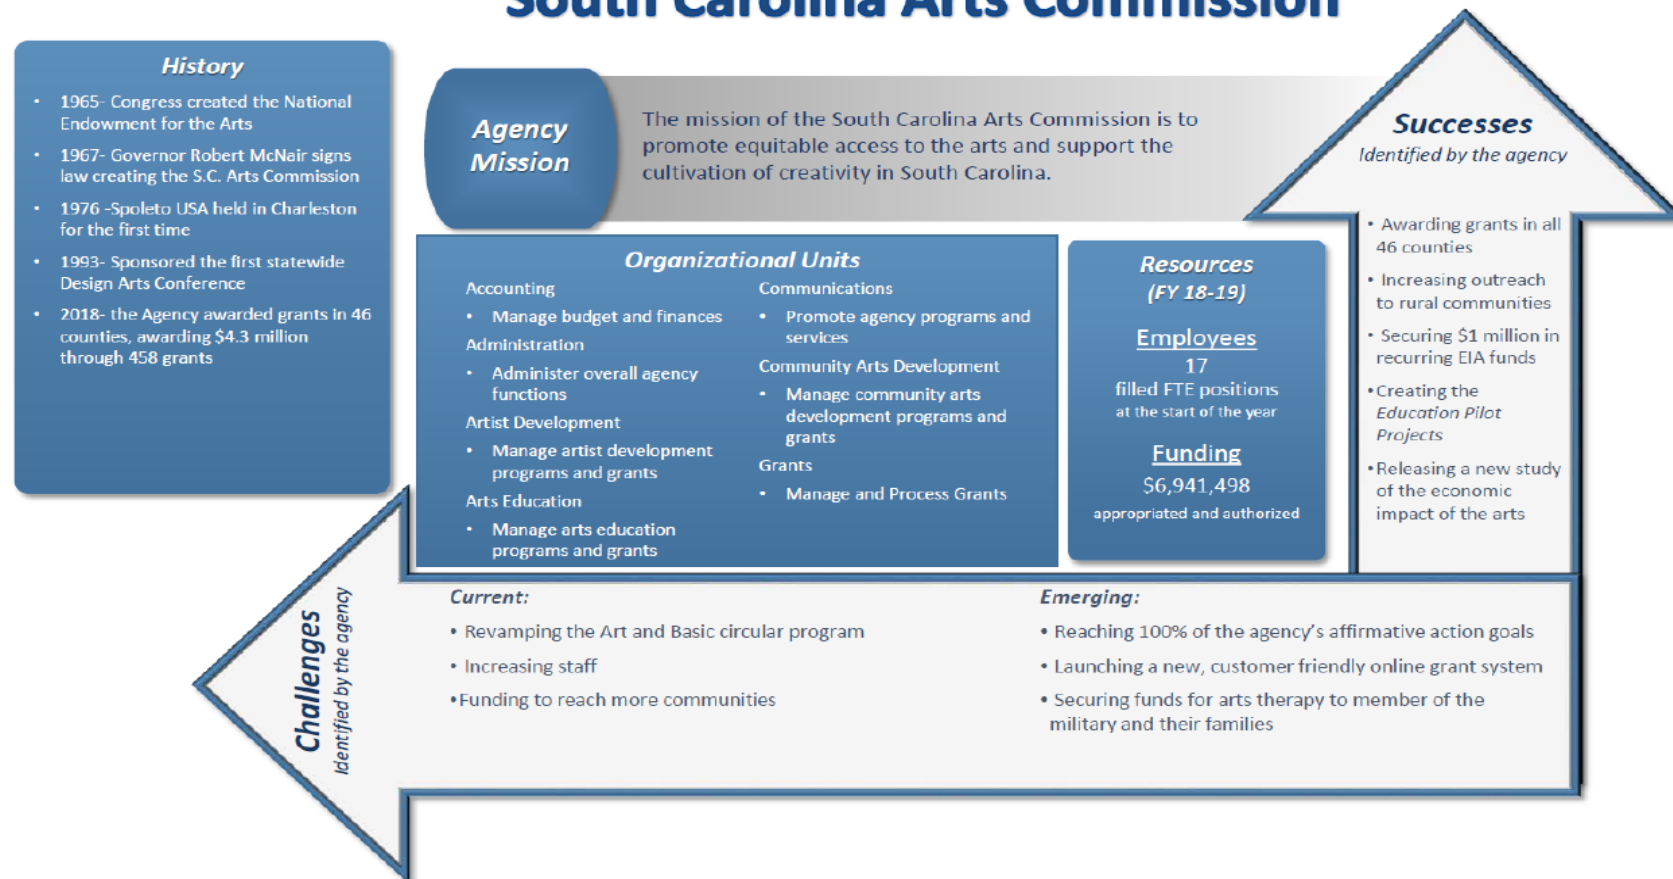 South Carolina Arts Commission
History
• 1965- Congress created the National
Endowment for the Arts
• 1967- Governor Robert McNair signs
law creating the S.C. Arts Commission
• 1976 -Spoleto USA held in Charleston
for the first time
• 1993- Sponsored the first statewide
Design Arts Conference
• 2018- the Agency awarded grants in 46
counties, awarding $4.3 million
through 458 grants
Agency
Mission
The mission of the South Carolina Arts Commission is to
promote equitable access to the arts and support the
cultivation of creativity in South Carolina.
Organizational Units
Accounting
• Manage budget and finances
Administration
• Administer overall agency
functions
Artist Development
• Manage artist development
programs and grants
Arts Education
• Manage arts education
programs and grants
Communications
• Promote agency programs and
services
Community Arts Development
• Manage community arts
development programs and
grants
Grants
• Manage and Process Grants
Resources
(FY 18-19)
Employees
17
filled FTE positions
at the start of the year
Funding
$6,941,498
appropriated and authorized
Successes
Identified by the agency
• Awarding grants in all
46 counties
• Increasing outreach
to rural communities
• Securing $1 million in
recurring EIA funds
•Creating the
Education Pilot
Projects
•Releasing a new study
of the economic
impact of the arts
Challenges
Identified by the agency
Current:
• Revamping the Art and Basic circular program
• Increasing staff
•Funding to reach more communities
Emerging:
• Reaching 100% of the agency's affirmative action goals
• Launching a new, customer friendly online grant system
• Securing funds for arts therapy to member of the
military and their families